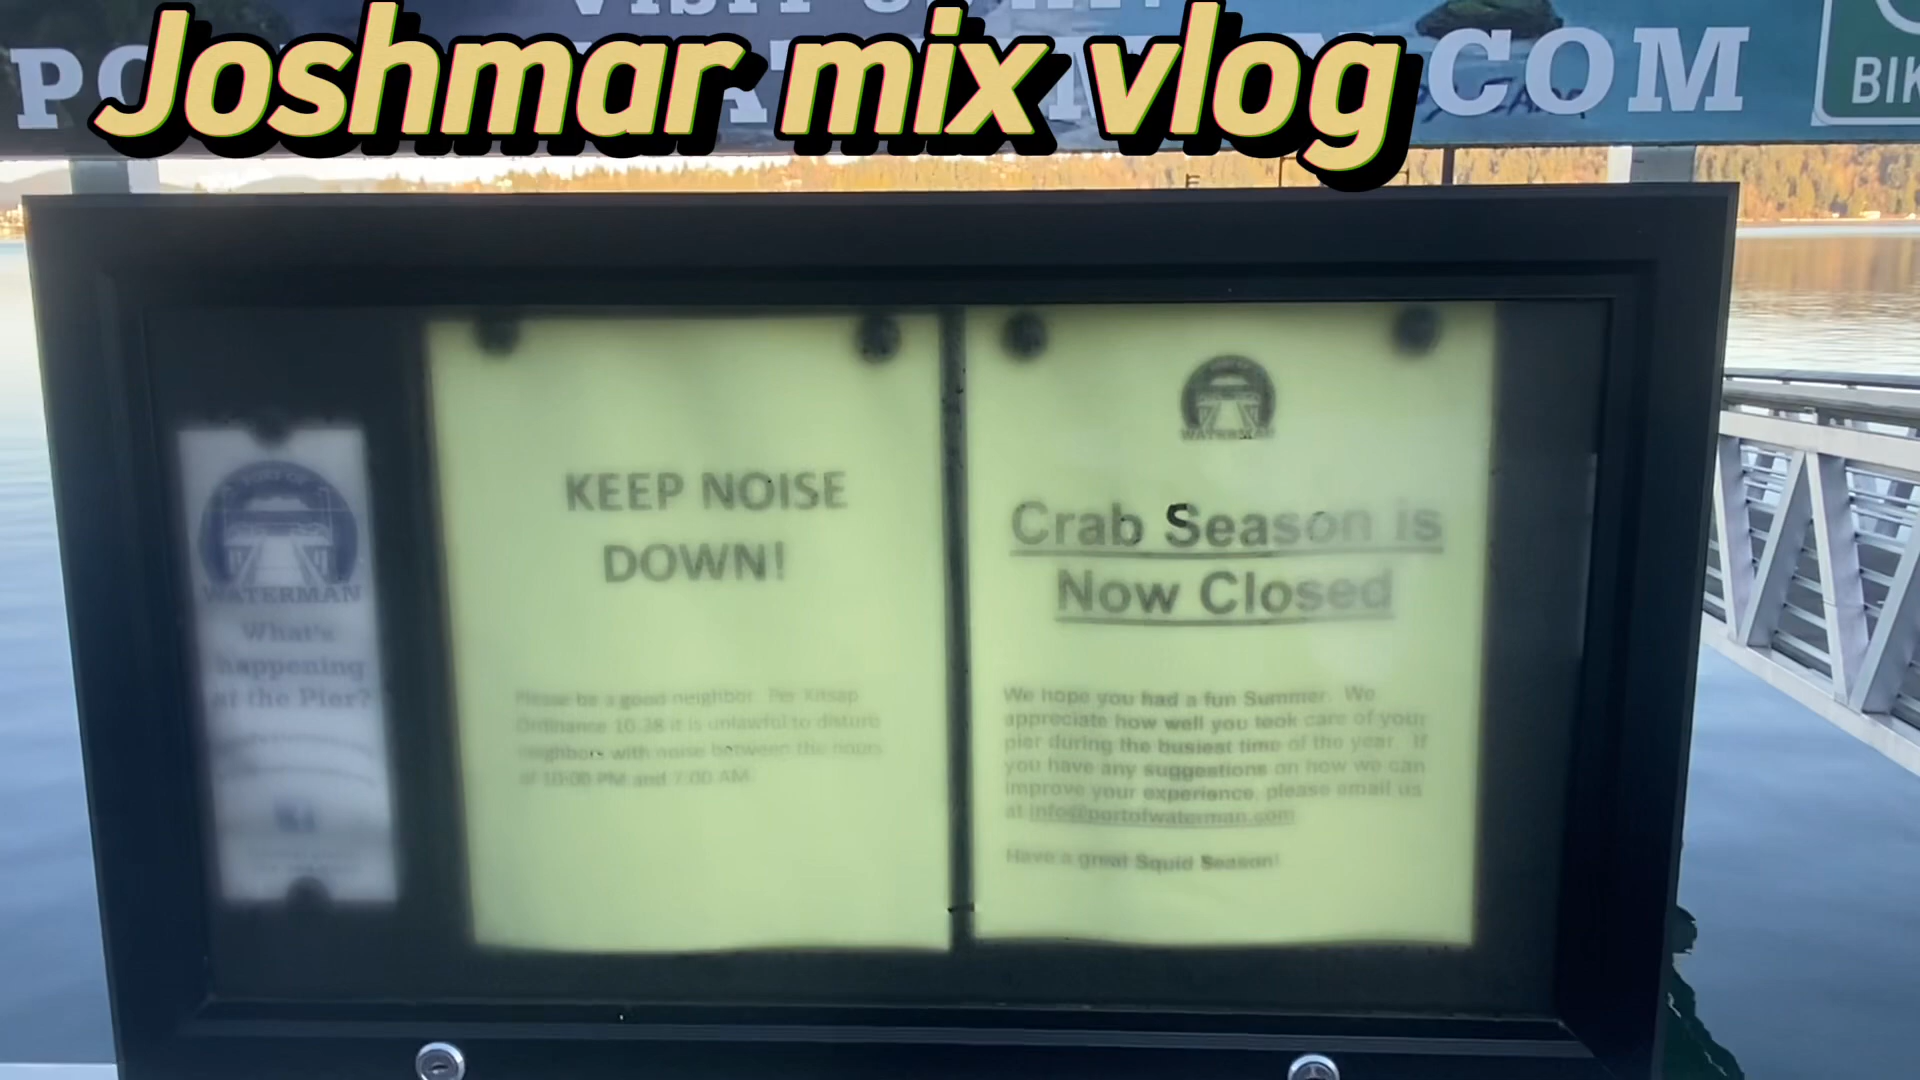 VISIT
Joshmar mix vlog
COM
BIK
WATERMAN
What's
happening
at the Pier?
KEEP NOISE
DOWN!
Please be a good neighbor. Per Kitsap
Ordinance 10.38 it is unlawful to disturb
neighbors with noise between the hours
of 10:00 PM and 7:00 AM.
WATERMAN
Crab Season is
Now Closed
We hope you had a fun Summer. We
appreciate how well you took care of your
pier during the busiest time of the year. If
you have any suggestions on how we can
improve your experience, please email us
at info@portofwaterman.com
Have a great Squid Season!